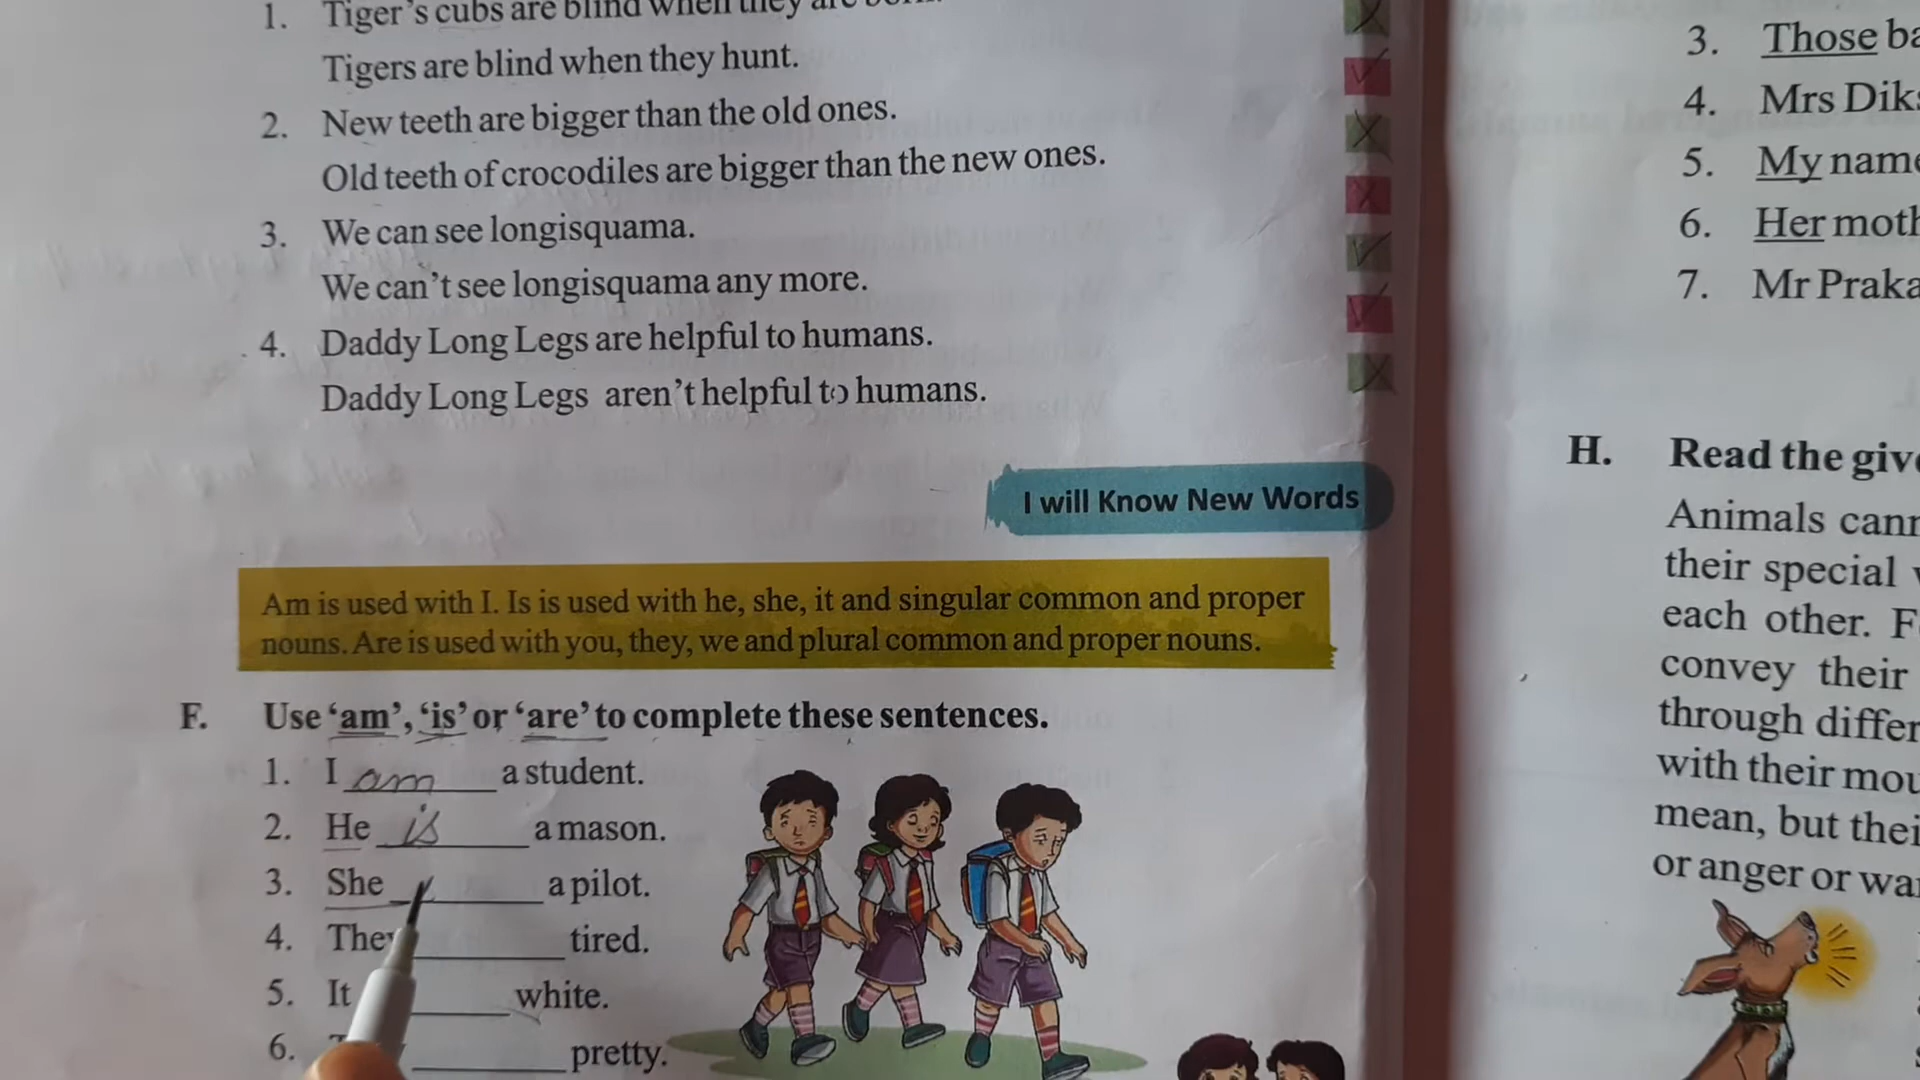 1. Tiger's cubs are blind when they are born.
Tigers are blind when they hunt.
2. New teeth are bigger than the old ones.
Old teeth of crocodiles are bigger than the new ones.
3. We can see longisquama.
We can't see longisquama any more.
4. Daddy Long Legs are helpful to humans.
Daddy Long Legs aren't helpful to humans.
I will Know New Words
Am is used with I. Is is used with he, she, it and singular common and proper
nouns. Are is used with you, they, we and plural common and proper nouns.
F. Use 'am', 'is' or 'are' to complete these sentences.
1. I am a student.
2. He is a mason.
3. She a pilot.
4. They tired.
5. It white.
6. pretty.
3. Those
4. Mrs
5. My
6. Her
7. Mr
H. Read the
Animals
their special
each other.
convey their
through
with their
mean, but
or anger or